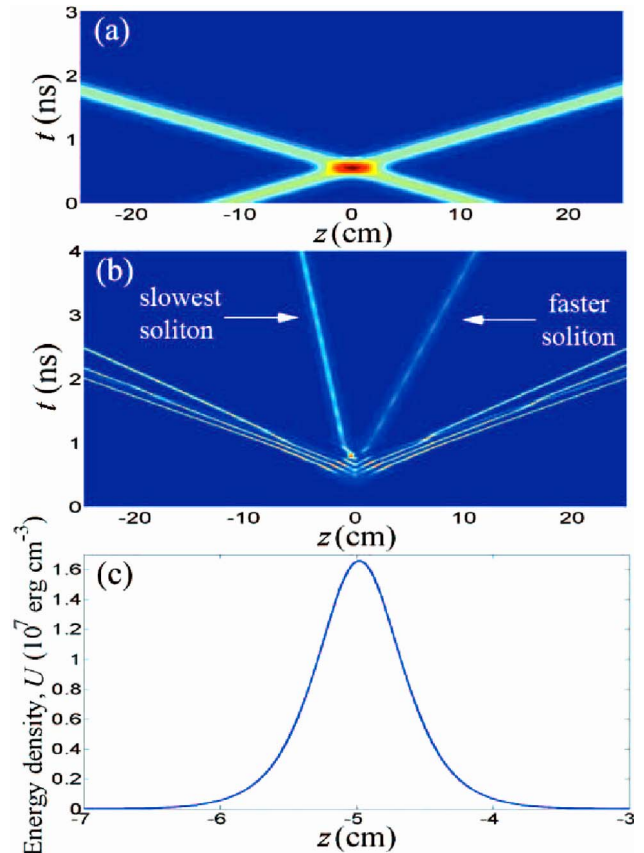 (a)
3
2
1
0
t (ns)
-20
-10
0
10
20
z (cm)
(b)
4
3
2
1
0
t (ns)
slowest
soliton
faster
soliton
-20
-10
0
10
20
z (cm)
(c)
1.6
1.4
1.2
1
0.8
0.6
0.4
0.2
0
Energy density, U (10⁷ erg cm⁻³)
-7
-6
-5
-4
-3
z (cm)